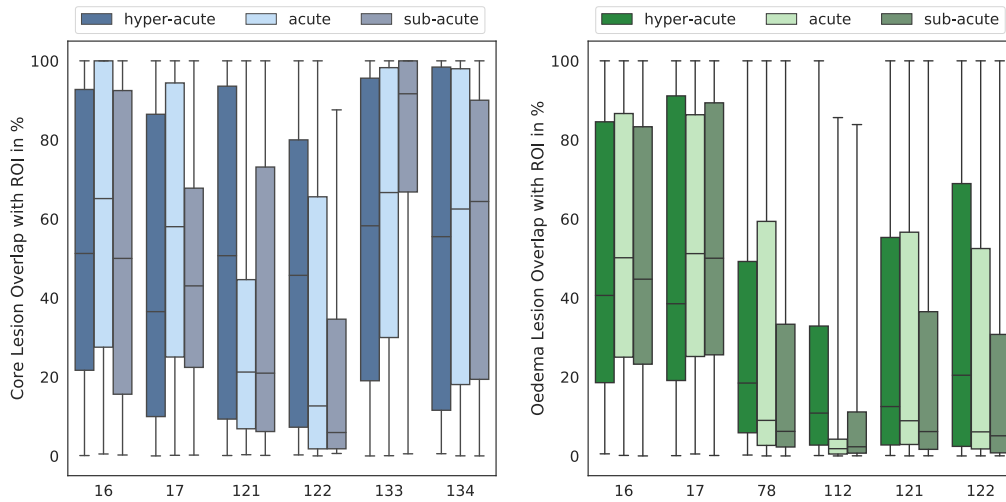 hyper-acute acute sub-acute
Core Lesion Overlap with ROI in %
100
80
60
40
20
0
16 17 121 122 133 134
hyper-acute acute sub-acute
Oedema Lesion Overlap with ROI in %
100
80
60
40
20
0
16 17 78 112 121 122